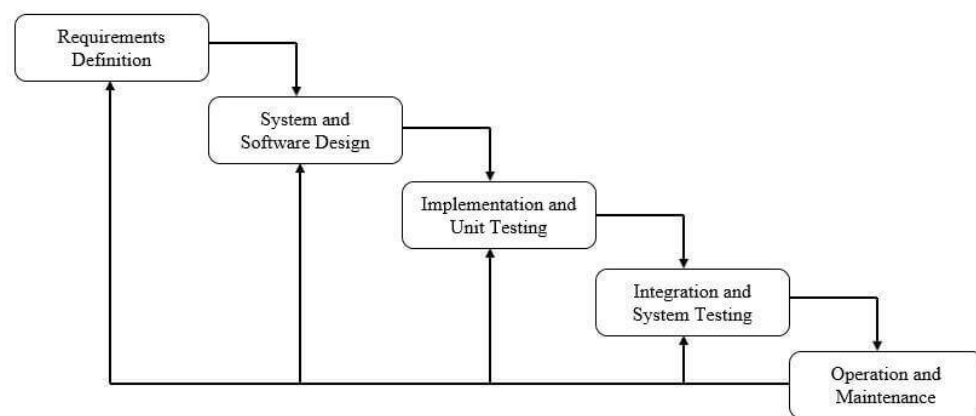 Requirements
Definition
System and
Software Design
Implementation and
Unit Testing
Integration and
System Testing
Operation and
Maintenance